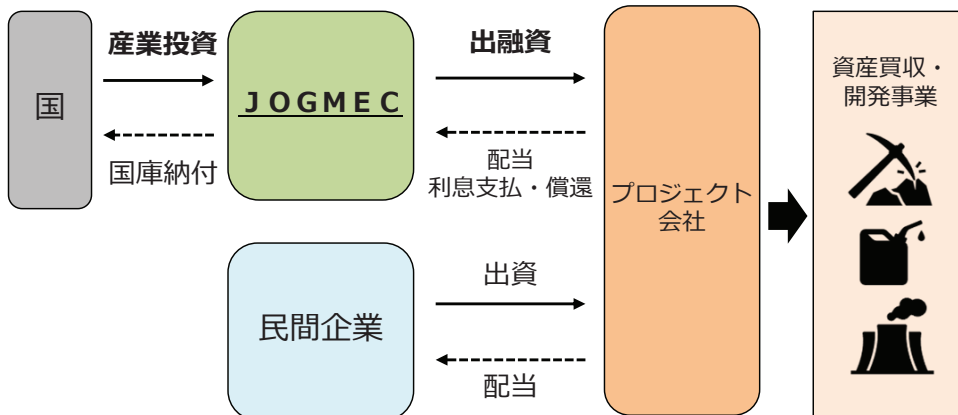 国
産業投資
国庫納付
JOGMEC
出融資
配当
利息支払・償還
民間企業
出資
配当
プロジェクト
会社
資産買収・
開発事業